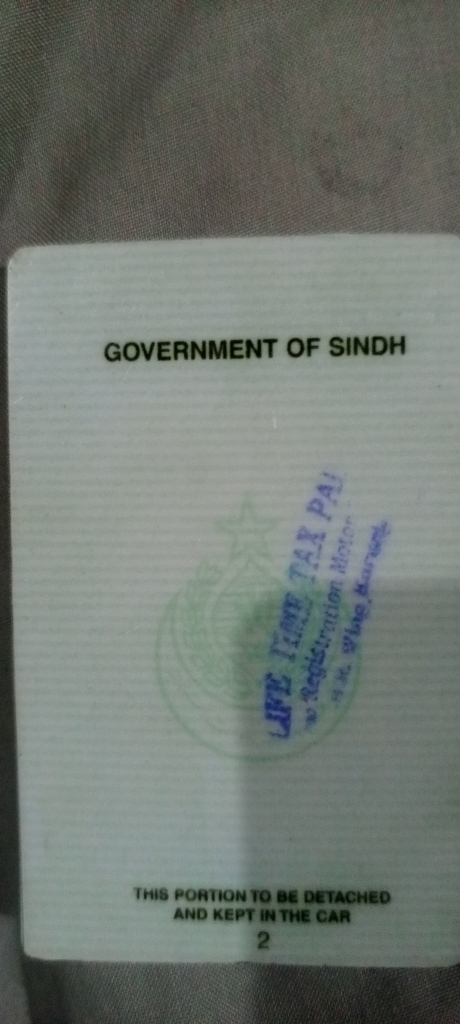 GOVERNMENT OF SINDH
LIFE TIME TAX PAI
Registration Motor
Wing
THIS PORTION TO BE DETACHED
AND KEPT IN THE CAR
2